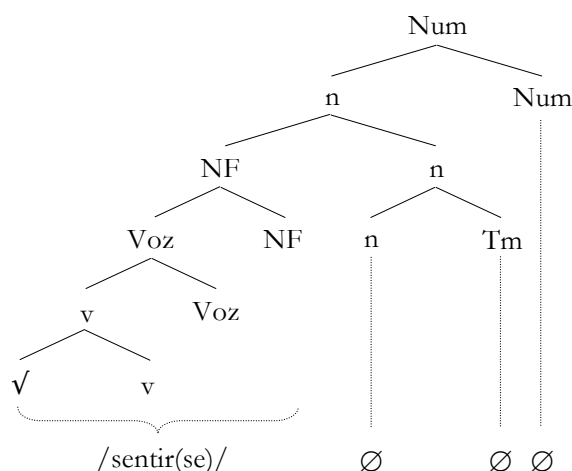 Num
n Num
NF n
Voz NF n Tm
v Voz
√ v
/sentir(se)/ ∅ ∅ ∅